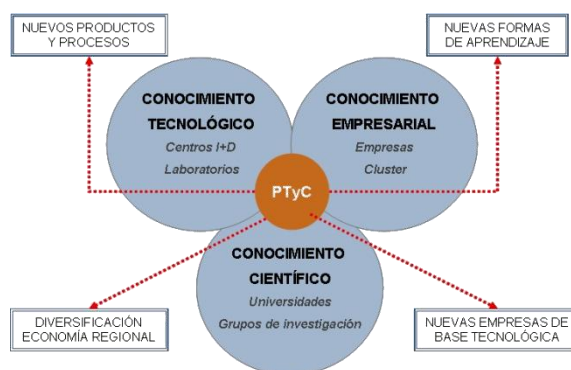 NUEVOS PRODUCTOS
Y PROCESOS
NUEVAS FORMAS
DE APRENDIZAJE
CONOCIMIENTO
TECNOLÓGICO
Centros I+D
Laboratorios
CONOCIMIENTO
EMPRESARIAL
Empresas
Cluster
PTyC
CONOCIMIENTO
CIENTÍFICO
Universidades
Grupos de investigación
DIVERSIFICACIÓN
ECONOMÍA REGIONAL
NUEVAS EMPRESAS DE
BASE TECNOLÓGICA